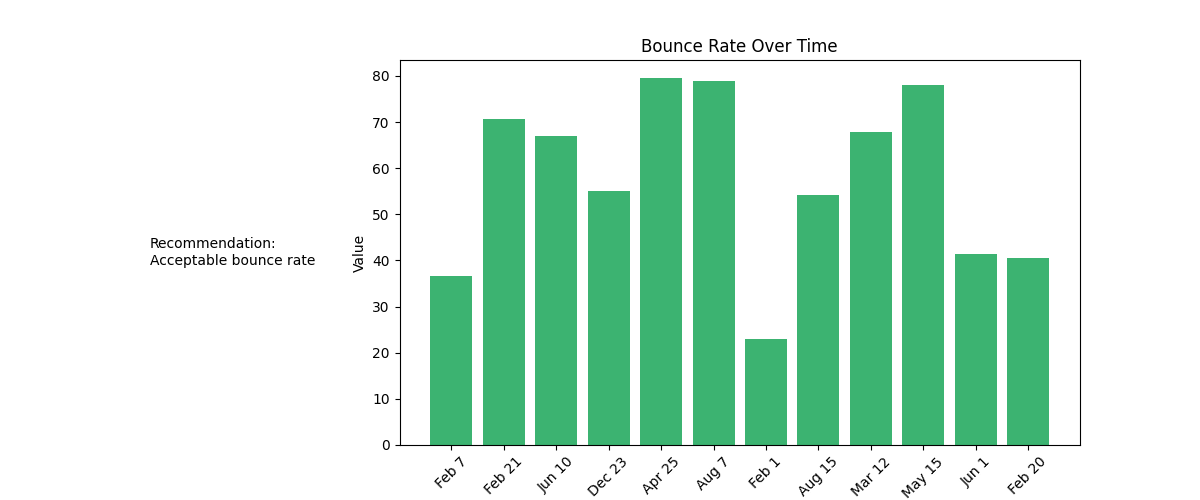 Bounce Rate Over Time
Recommendation:
Acceptable bounce rate
Value
80
70
60
50
40
30
20
10
0
Feb 7
Feb 21
Jun 10
Dec 23
Apr 25
Aug 7
Feb 1
Aug 15
Mar 12
May 15
Jun 1
Feb 20